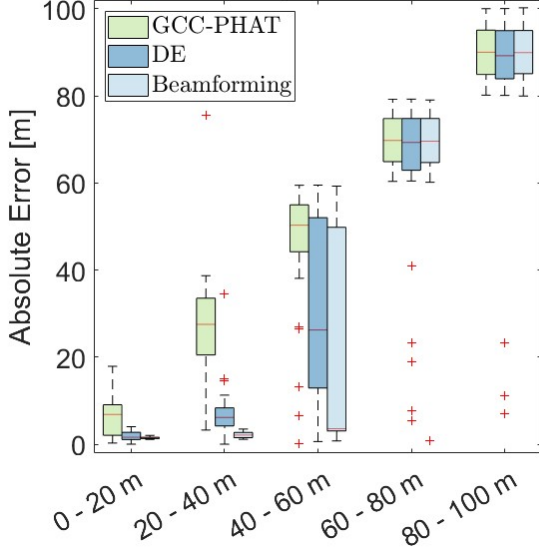 GCC-PHAT
DE
Beamforming
Absolute Error [m]
100
80
60
40
20
0
0 - 20 m
20 - 40 m
40 - 60 m
60 - 80 m
80 - 100 m